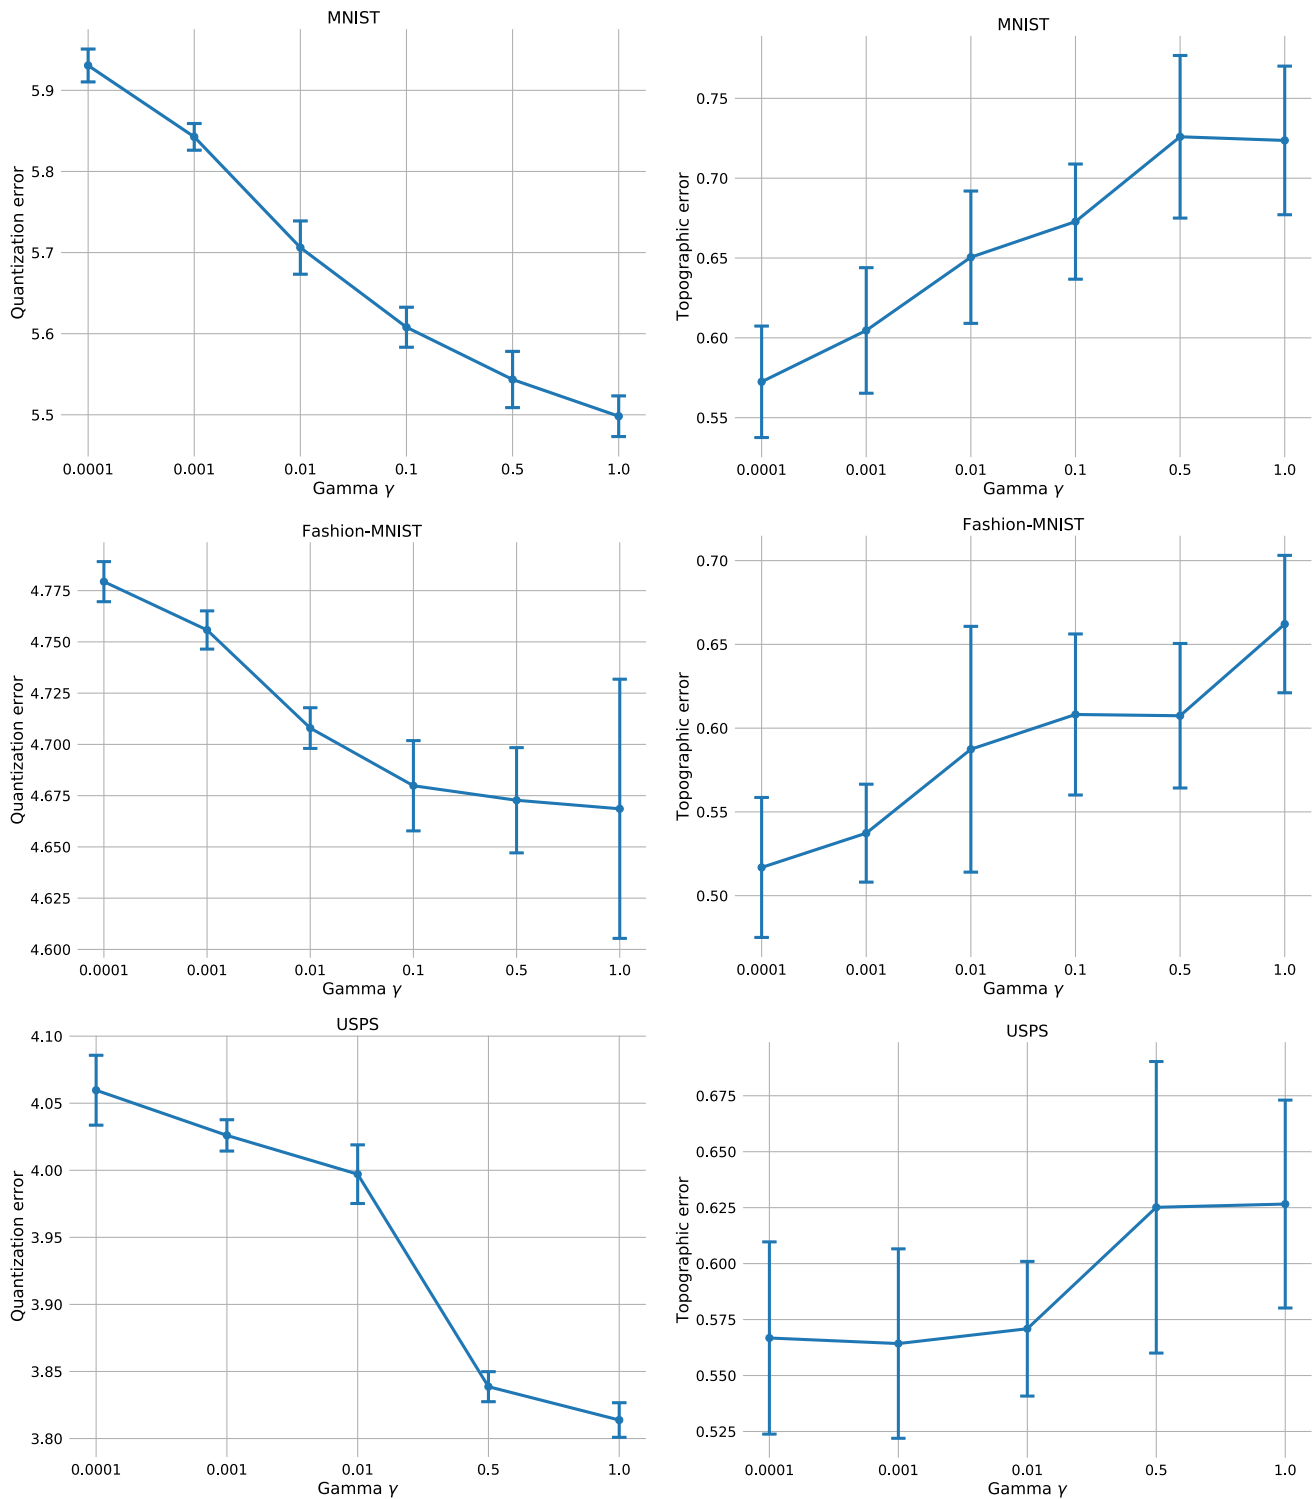 MNIST
Quantization error
5.9
5.8
5.7
5.6
5.5
0.0001 0.001 0.01 0.1 0.5 1.0
Gamma γ
MNIST
Topographic error
0.75
0.70
0.65
0.60
0.55
0.0001 0.001 0.01 0.1 0.5 1.0
Gamma γ
Fashion-MNIST
Quantization error
4.775
4.750
4.725
4.700
4.675
4.650
4.625
4.600
0.0001 0.001 0.01 0.1 0.5 1.0
Gamma γ
Fashion-MNIST
Topographic error
0.70
0.65
0.60
0.55
0.50
0.0001 0.001 0.01 0.1 0.5 1.0
Gamma γ
USPS
Quantization error
4.10
4.05
4.00
3.95
3.90
3.85
3.80
0.0001 0.001 0.01 0.5 1.0
Gamma γ
USPS
Topographic error
0.675
0.650
0.625
0.600
0.575
0.550
0.525
0.0001 0.001 0.01 0.5 1.0
Gamma γ